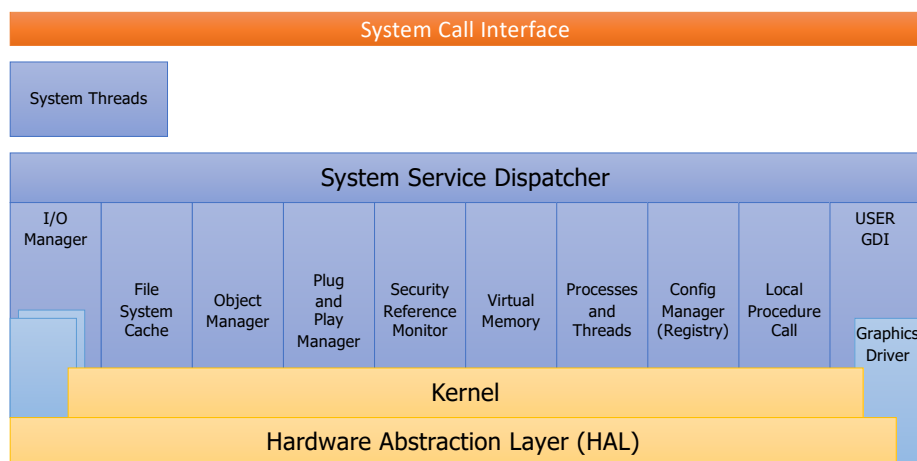 System Call Interface
System Threads
System Service Dispatcher
I/O
Manager
File
System
Cache
Object
Manager
Plug
and
Play
Manager
Security
Reference
Monitor
Virtual
Memory
Processes
and
Threads
Config
Manager
(Registry)
Local
Procedure
Call
USER
GDI
Graphics
Driver
Kernel
Hardware Abstraction Layer (HAL)